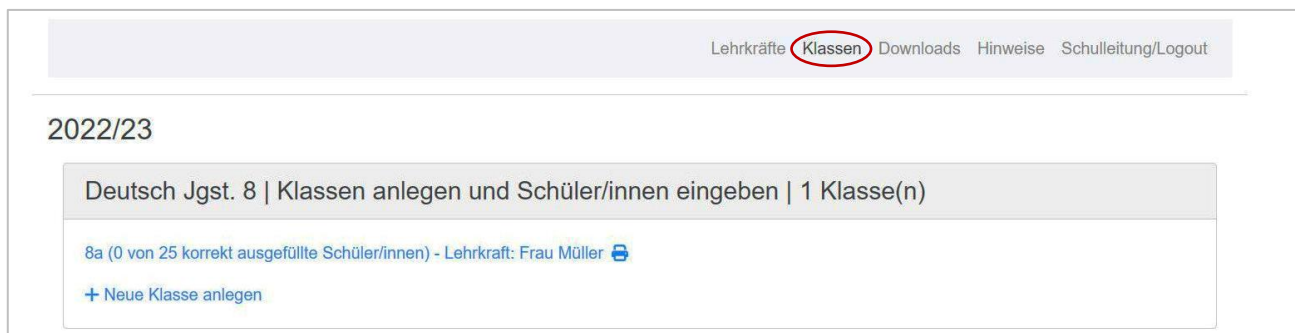 Lehrkräfte Klassen Downloads Hinweise Schulleitung/Logout
2022/23
Deutsch Jgst. 8 | Klassen anlegen und Schüler/innen eingeben | 1 Klasse(n)
8a (0 von 25 korrekt ausgefüllte Schüler/innen) - Lehrkraft: Frau Müller
+ Neue Klasse anlegen